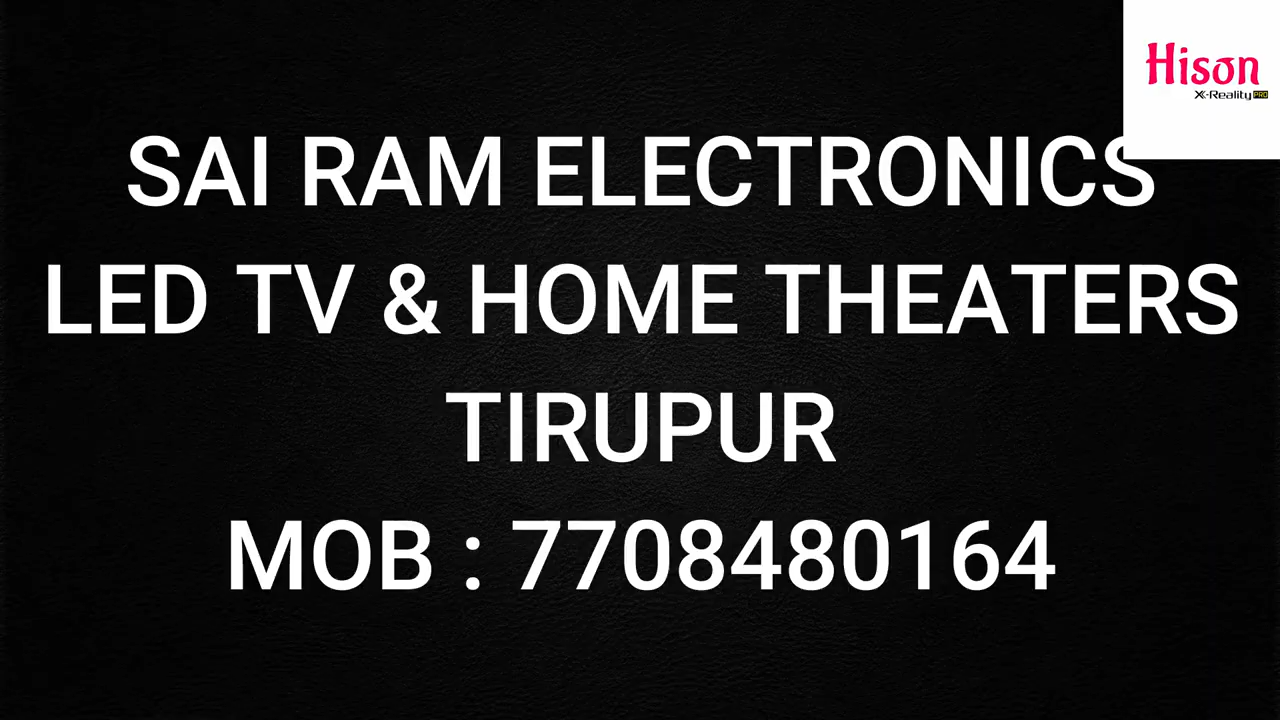 Hison
X-Reality PRO
SAI RAM ELECTRONICS
LED TV & HOME THEATERS
TIRUPUR
MOB : 7708480164